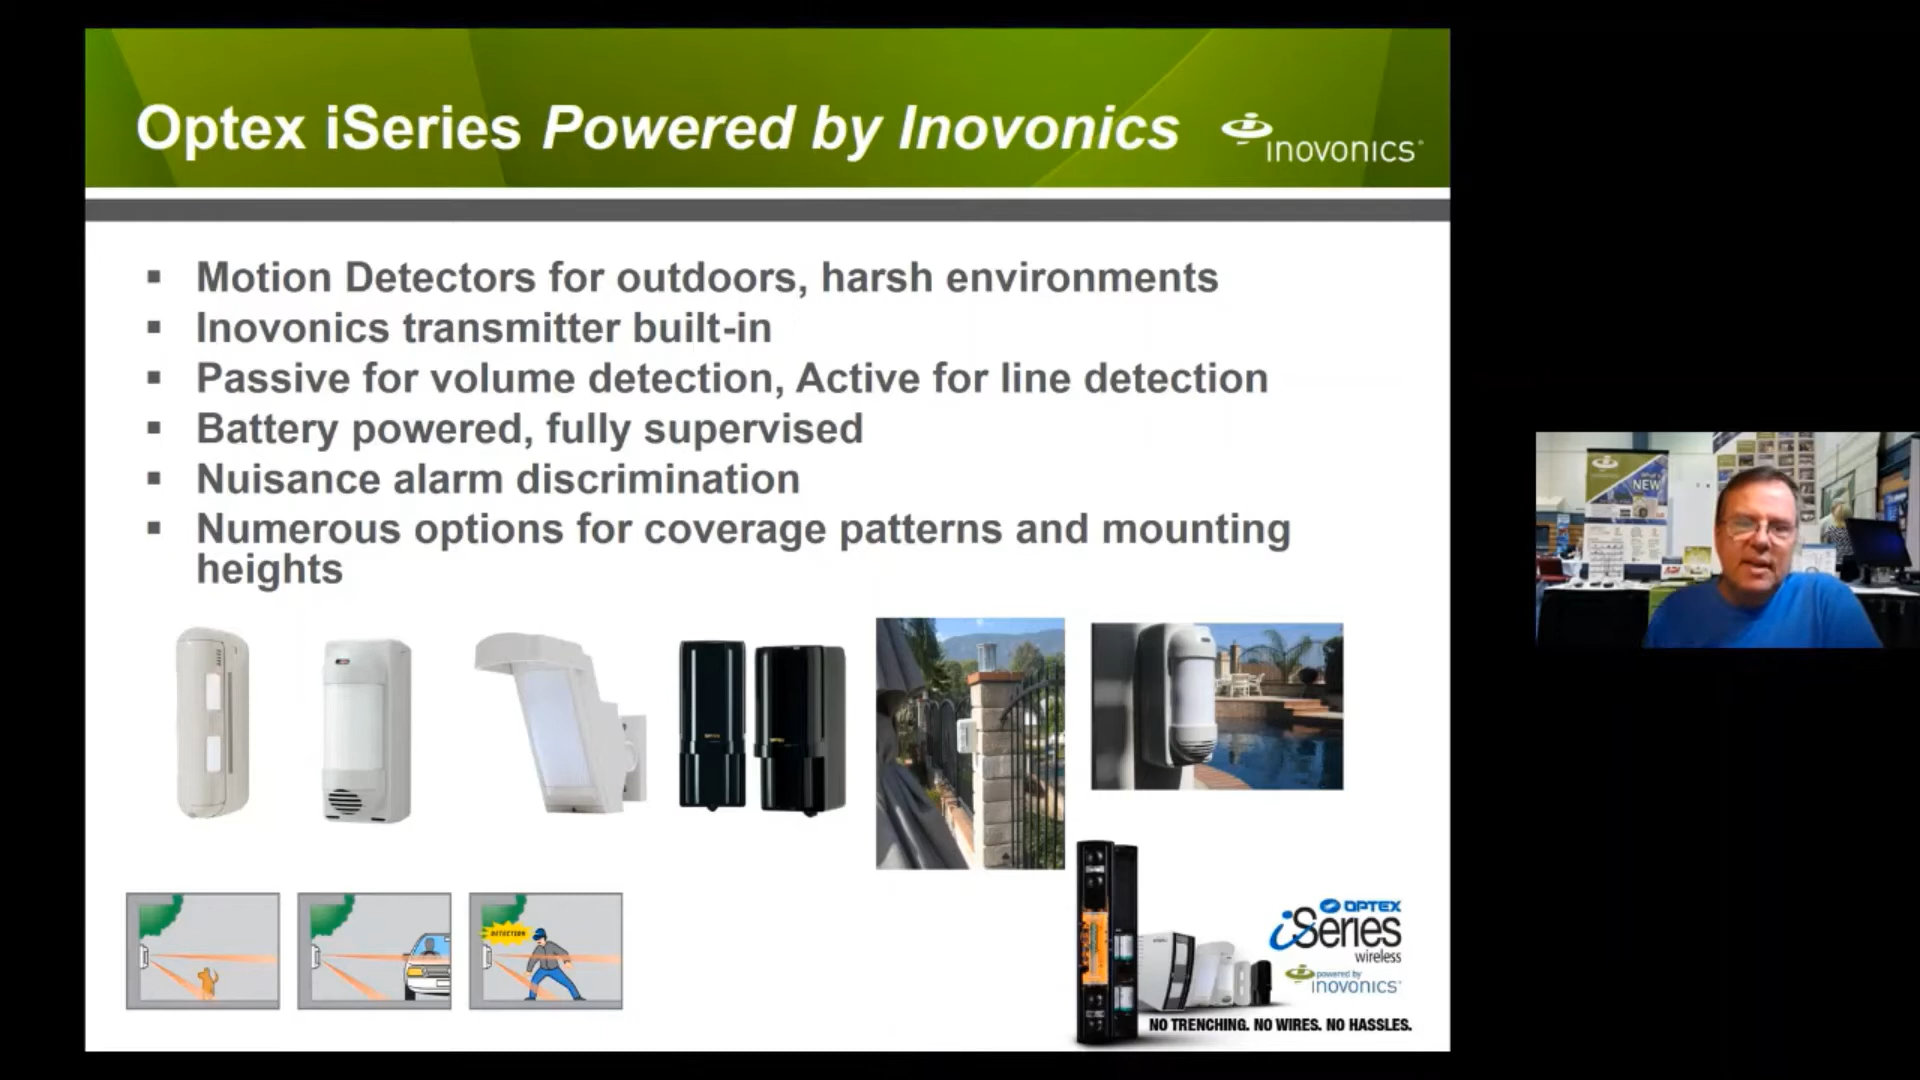 Optex iSeries Powered by Inovonics
inovonics
Motion Detectors for outdoors, harsh environments
Inovonics transmitter built-in
Passive for volume detection, Active for line detection
Battery powered, fully supervised
Nuisance alarm discrimination
Numerous options for coverage patterns and mounting
heights
DETECTION
OPTEX
iSeries
wireless
powered by
inovonics
NO TRENCHING. NO WIRES. NO HASSLES.
NEW